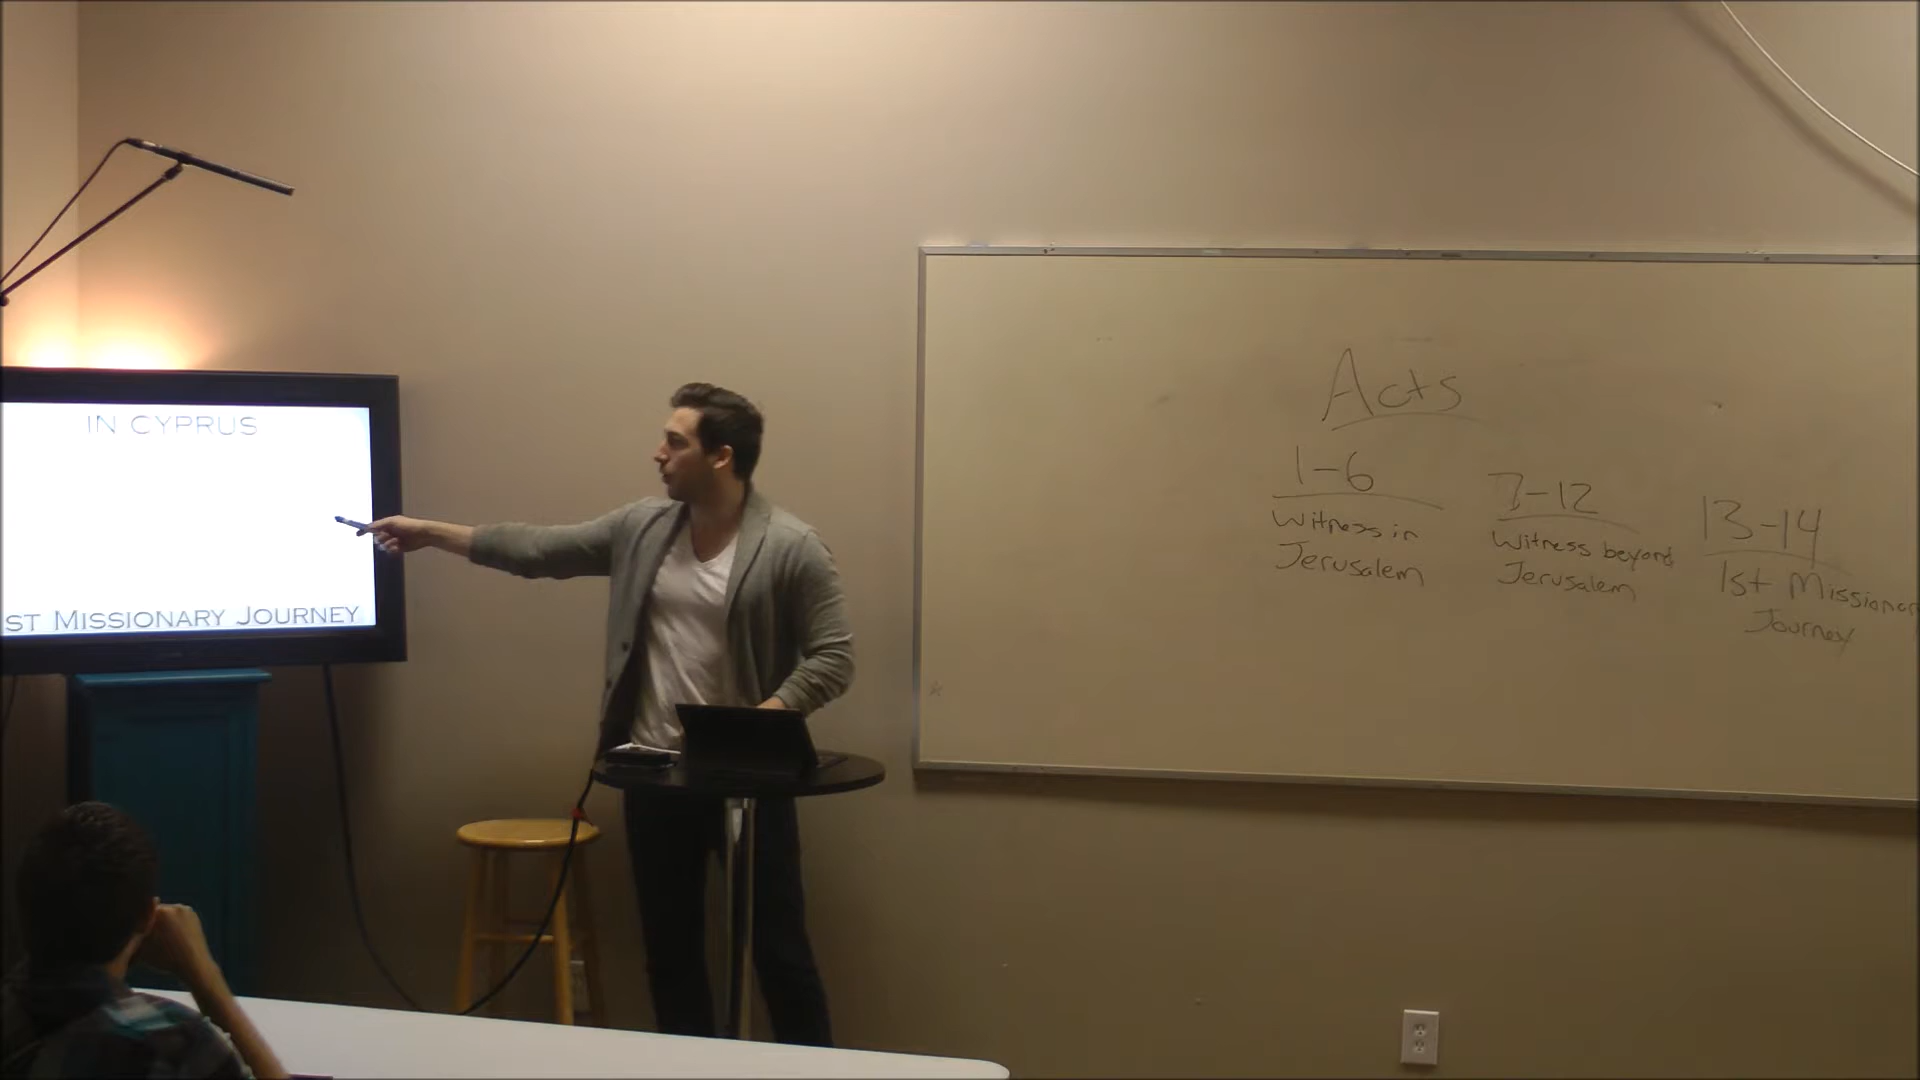 IN CYPRUS
ST MISSIONARY JOURNEY
Acts
1-6
Witness in
Jerusalem
7-12
Witness beyond
Jerusalem
13-14
1st Missionar
Journey